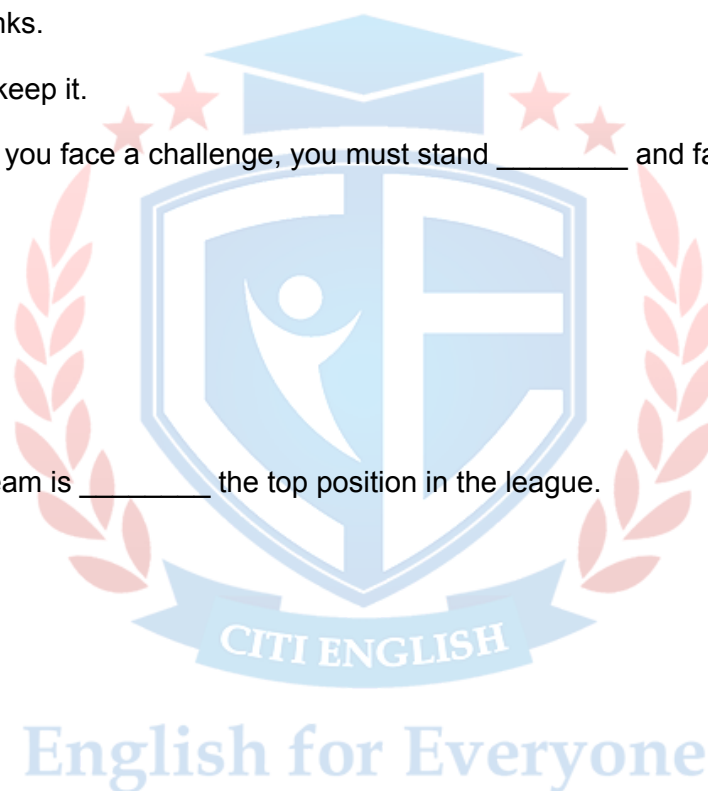 nks.
keep it.
you face a challenge, you must stand ________ and fa
eam is ________ the top position in the league.
CITI ENGLISH
English for Everyone